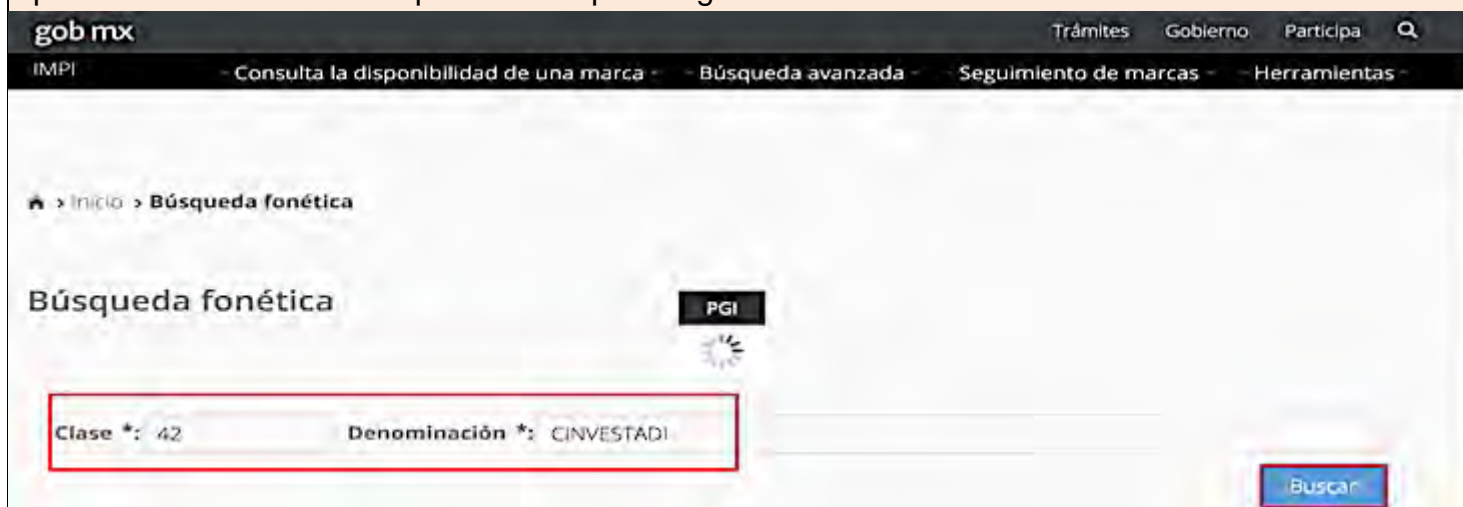 gob mx Trámites Gobierno Participa
IMPI - Consulta la disponibilidad de una marca - - Búsqueda avanzada - Seguimiento de marcas - - Herramientas -
> Inicio > Búsqueda fonética
Búsqueda fonética
PGI
Clase *: 42 Denominación *: CINVESTADI
Buscar